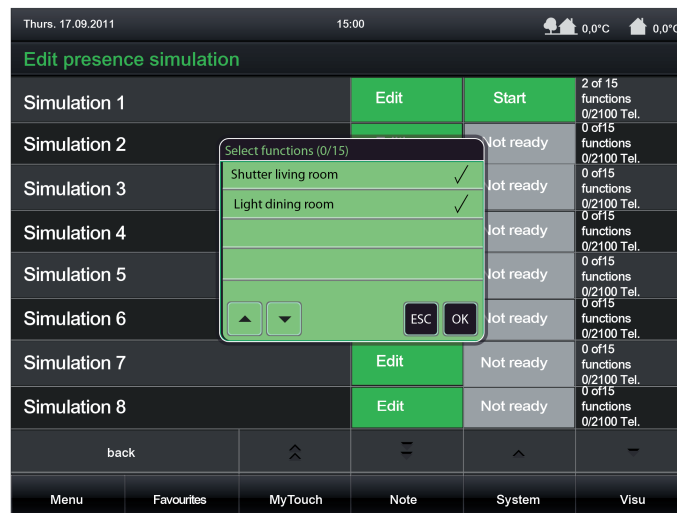 Thurs. 17.09.2011 15:00 0,0°C 0,0°C
Edit presence simulation
Simulation 1 Edit Start 2 of 15
functions
0/2100 Tel.
Simulation 2 Not ready 0 of15
functions
0/2100 Tel.
Select functions (0/15)
Shutter living room
Light dining room
ESC OK
Simulation 3 Not ready 0 of15
functions
0/2100 Tel.
Simulation 4 Not ready 0 of15
functions
0/2100 Tel.
Simulation 5 Not ready 0 of15
functions
0/2100 Tel.
Simulation 6 Not ready 0 of15
functions
0/2100 Tel.
Simulation 7 Edit Not ready 0 of15
functions
0/2100 Tel.
Simulation 8 Edit Not ready 0 of15
functions
0/2100 Tel.
back
Menu Favourites MyTouch Note System Visu